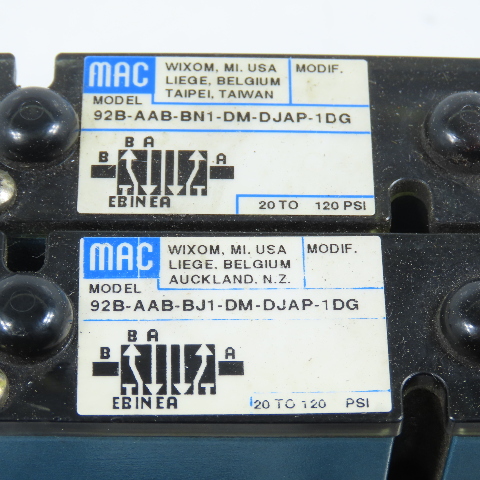 MAC WIXOM, MI. USA MODIF.
LIEGE, BELGIUM
TAIPEI, TAIWAN
MODEL
92B-AAB-BN1-DM-DJAP-1DG
B A
B A
EB IN EA
20 TO 120 PSI
MAC WIXOM, MI. USA MODIF.
LIEGE, BELGIUM
AUCKLAND, N.Z.
MODEL
92B-AAB-BJ1-DM-DJAP-1DG
B A
B A
EB IN EA
20 TO 120 PSI